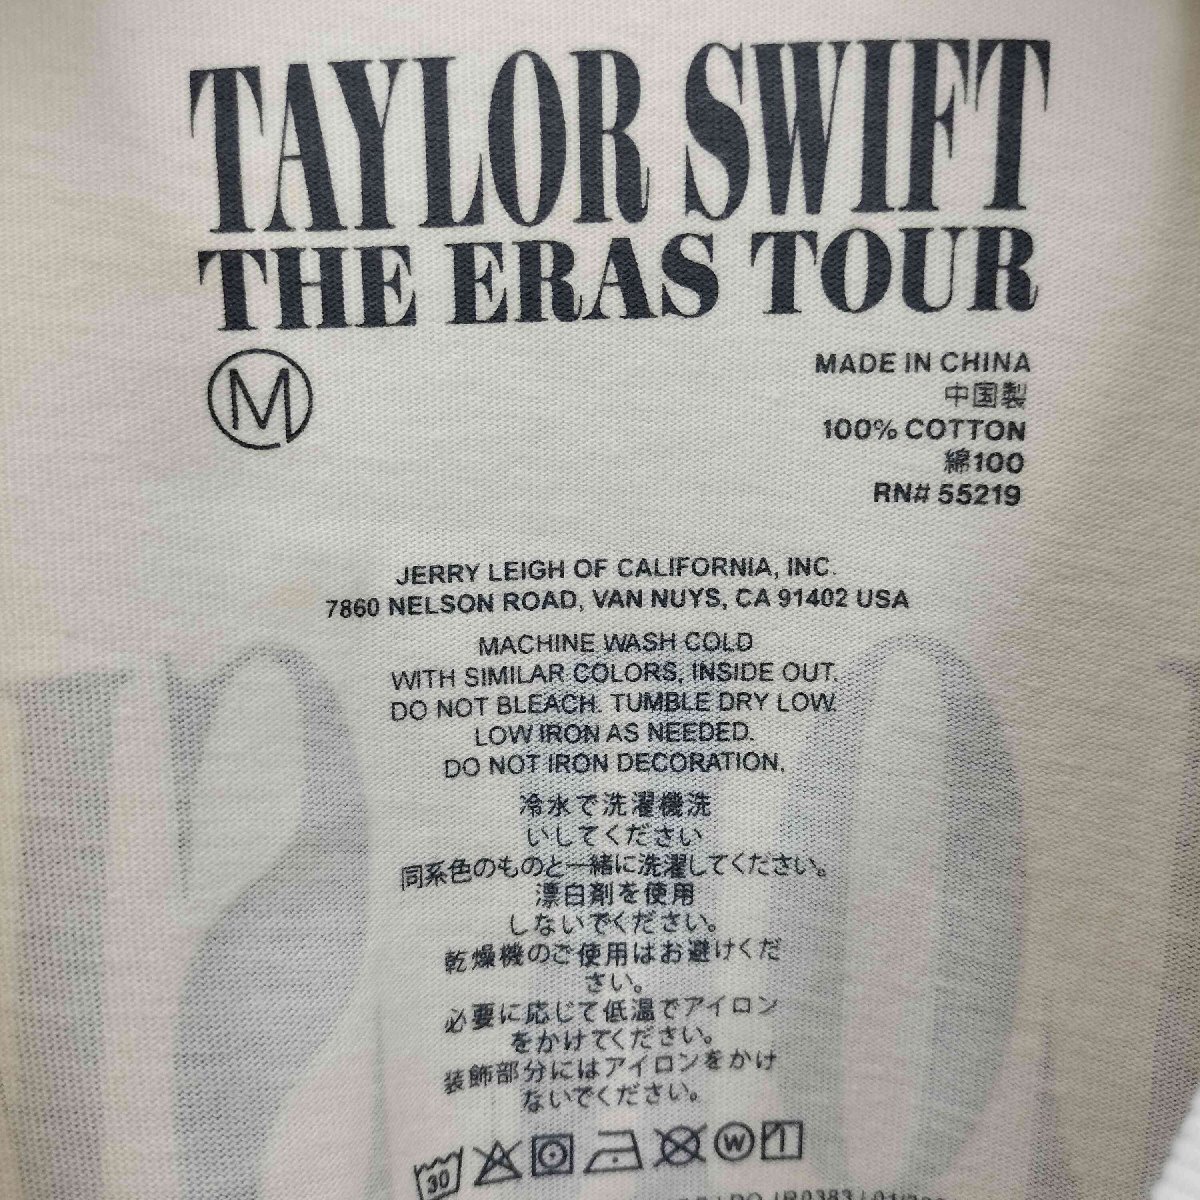 TAYLOR SWIFT
THE ERAS TOUR
M
MADE IN CHINA
中国製
100% COTTON
綿100
RN# 55219
JERRY LEIGH OF CALIFORNIA, INC.
7860 NELSON ROAD, VAN NUYS, CA 91402 USA
MACHINE WASH COLD
WITH SIMILAR COLORS, INSIDE OUT.
DO NOT BLEACH. TUMBLE DRY LOW.
LOW IRON AS NEEDED.
DO NOT IRON DECORATION.
冷水で洗濯機洗
いしてください
同系色のものと一緒に洗濯してください。
漂白剤を使用
しないでください。
乾燥機のご使用はお避けくだ
さい。
必要に応じて低温でアイロン
をかけてください。
装飾部分にはアイロンをかけ
ないでください。
30 W